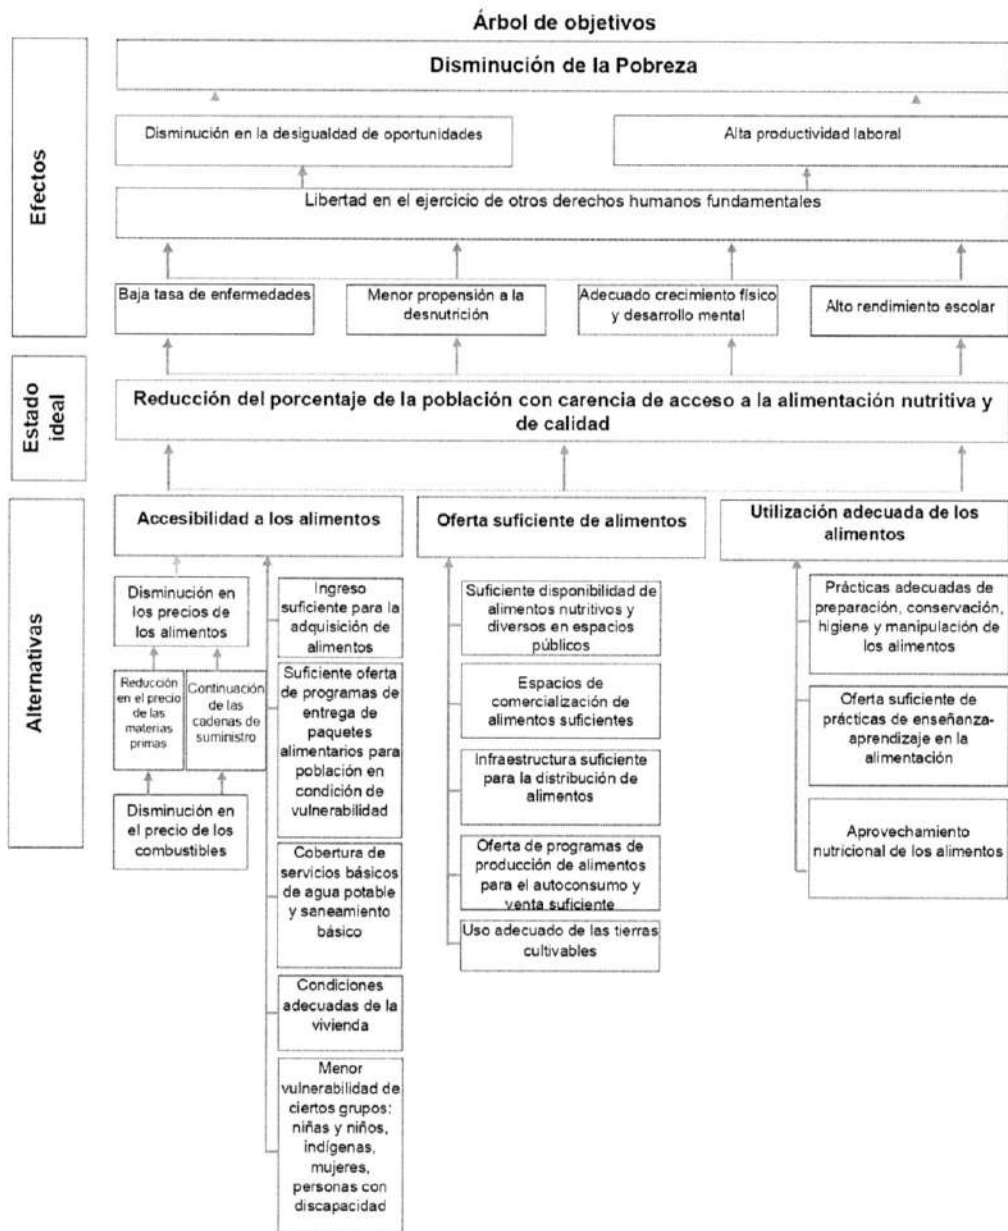 Árbol de objetivos
Efectos
Disminución de la Pobreza
Disminución en la desigualdad de oportunidades
Alta productividad laboral
Libertad en el ejercicio de otros derechos humanos fundamentales
Baja tasa de enfermedades
Menor propensión a la
desnutrición
Adecuado crecimiento físico
y desarrollo mental
Alto rendimiento escolar
Estado
ideal
Reducción del porcentaje de la población con carencia de acceso a la alimentación nutritiva y
de calidad
Alternativas
Accesibilidad a los alimentos
Disminución en
los precios de
los alimentos
Reducción
en el precio
de las
materias
primas
Continuación
de las
cadenas de
suministro
Disminución en
el precio de los
combustibles
Ingreso
suficiente para la
adquisición de
alimentos
Suficiente oferta
de programas de
entrega de
paquetes
alimentarios para
población en
condición de
vulnerabilidad
Cobertura de
servicios básicos
de agua potable
y saneamiento
básico
Condiciones
adecuadas de la
vivienda
Menor
vulnerabilidad de
ciertos grupos:
niñas y niños,
indígenas,
mujeres,
personas con
discapacidad
Oferta suficiente de alimentos
Suficiente disponibilidad de
alimentos nutritivos y
diversos en espacios
públicos
Espacios de
comercialización de
alimentos suficientes
Infraestructura suficiente
para la distribución de
alimentos
Oferta de programas de
producción de alimentos
para el autoconsumo y
venta suficiente
Uso adecuado de las tierras
cultivables
Utilización adecuada de los
alimentos
Prácticas adecuadas de
preparación, conservación,
higiene y manipulación de
los alimentos
Oferta suficiente de
prácticas de enseñanza-
aprendizaje en la
alimentación
Aprovechamiento
nutricional de los alimentos